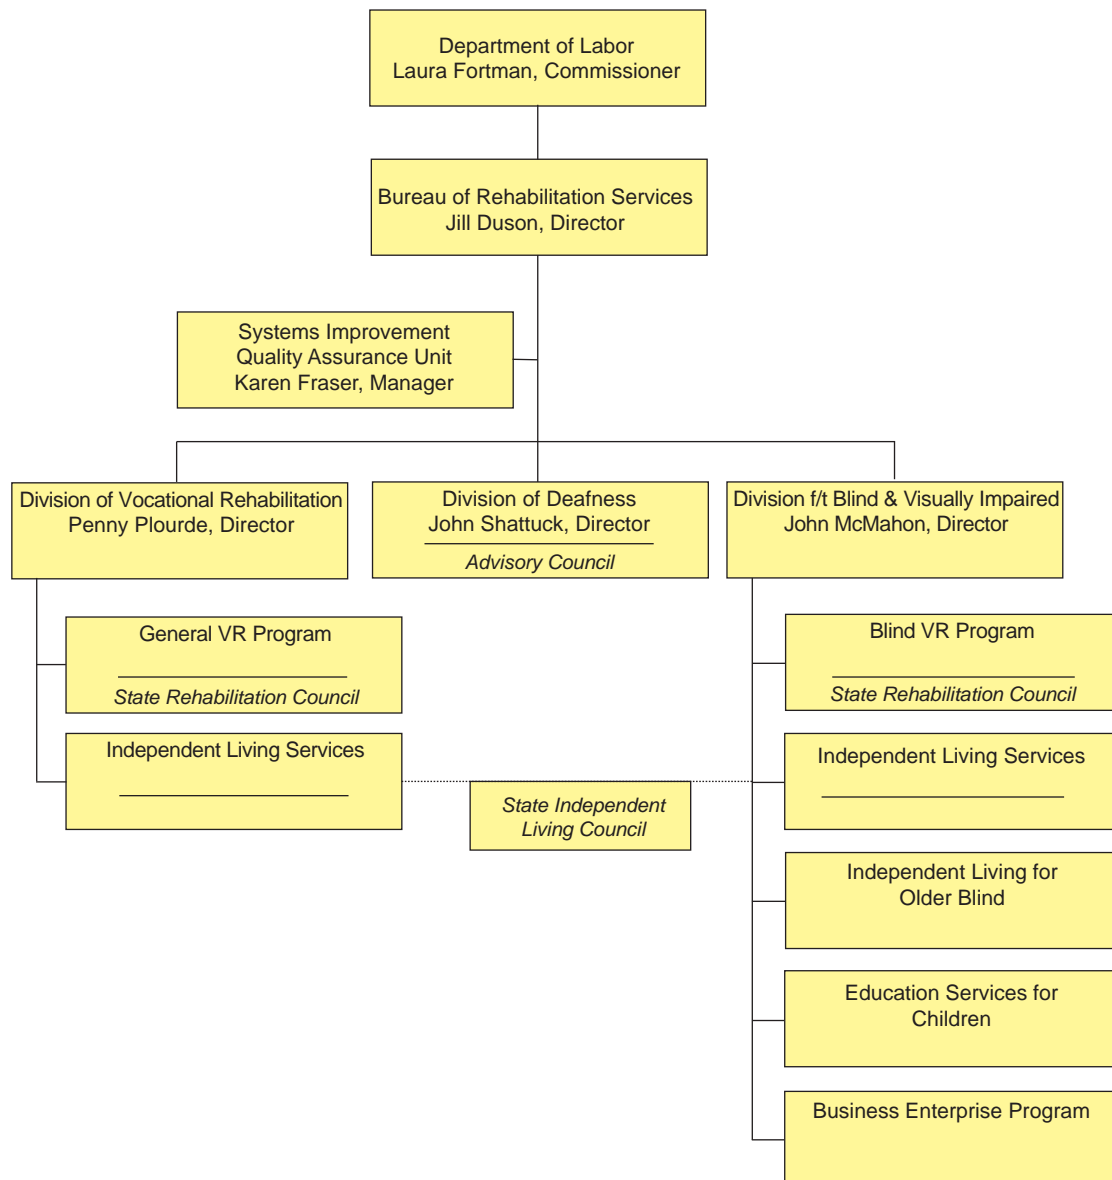 Department of Labor
Laura Fortman, Commissioner
Bureau of Rehabilitation Services
Jill Duson, Director
Systems Improvement
Quality Assurance Unit
Karen Fraser, Manager
Division of Vocational Rehabilitation
Penny Plourde, Director
Division of Deafness
John Shattuck, Director
Advisory Council
Division f/t Blind & Visually Impaired
John McMahon, Director
General VR Program
State Rehabilitation Council
Independent Living Services
State Independent
Living Council
Blind VR Program
State Rehabilitation Council
Independent Living Services
Independent Living for
Older Blind
Education Services for
Children
Business Enterprise Program